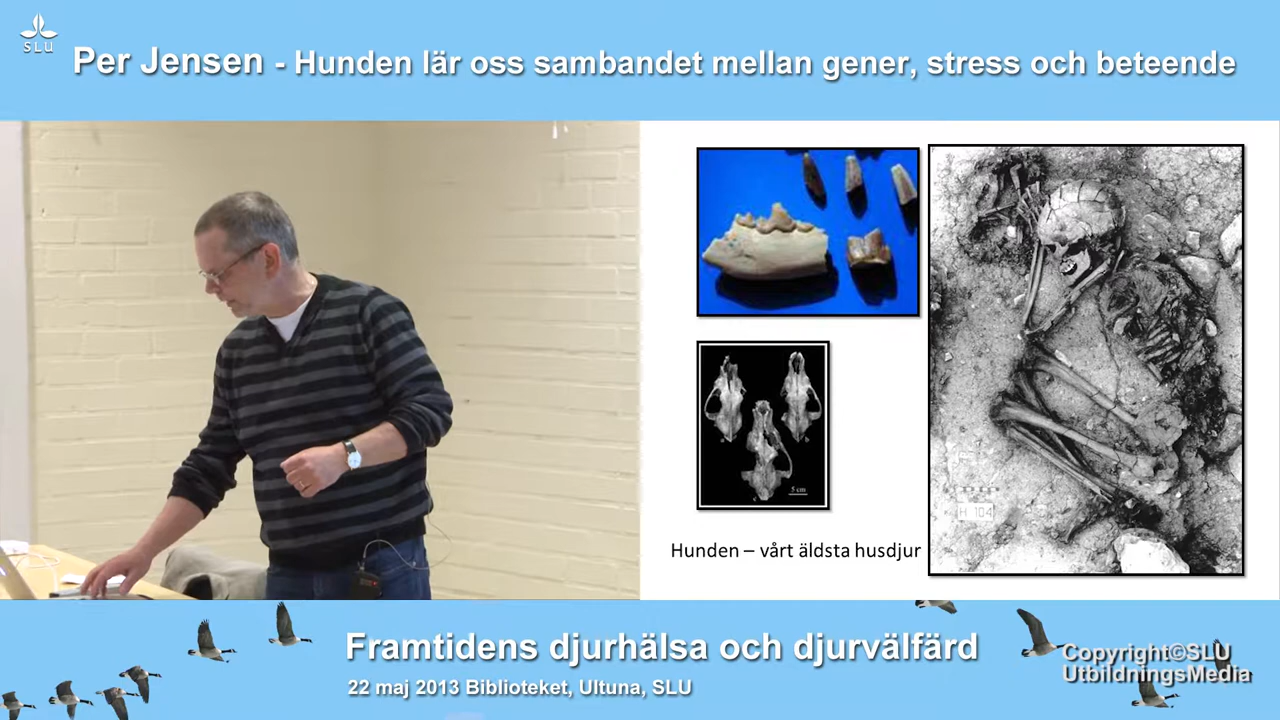 SLU
Per Jensen - Hunden lär oss sambandet mellan gener, stress och beteende
5 cm
H 104
Hunden – vårt äldsta husdjur
Framtidens djurhälsa och djurvälfärd
22 maj 2013 Biblioteket, Ultuna, SLU
Copyright©SLU
UtbildningsMedia